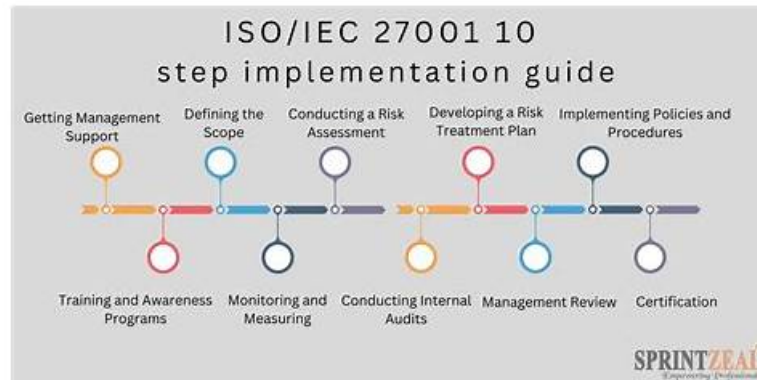 ISO/IEC 27001 10
step implementation guide
Getting Management
Support
Defining the
Scope
Conducting a Risk
Assessment
Developing a Risk
Treatment Plan
Implementing Policies and
Procedures
Training and Awareness
Programs
Monitoring and
Measuring
Conducting Internal
Audits
Management Review
Certification
SPRINTZEAL
Empowering Professionals